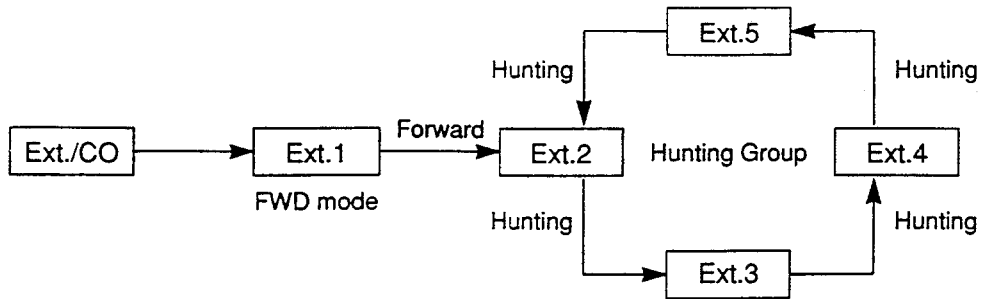 Ext.5
Hunting
Hunting
Forward
Ext./CO
Ext.1
Ext.2
Hunting Group
Ext.4
FWD mode
Hunting
Hunting
Ext.3